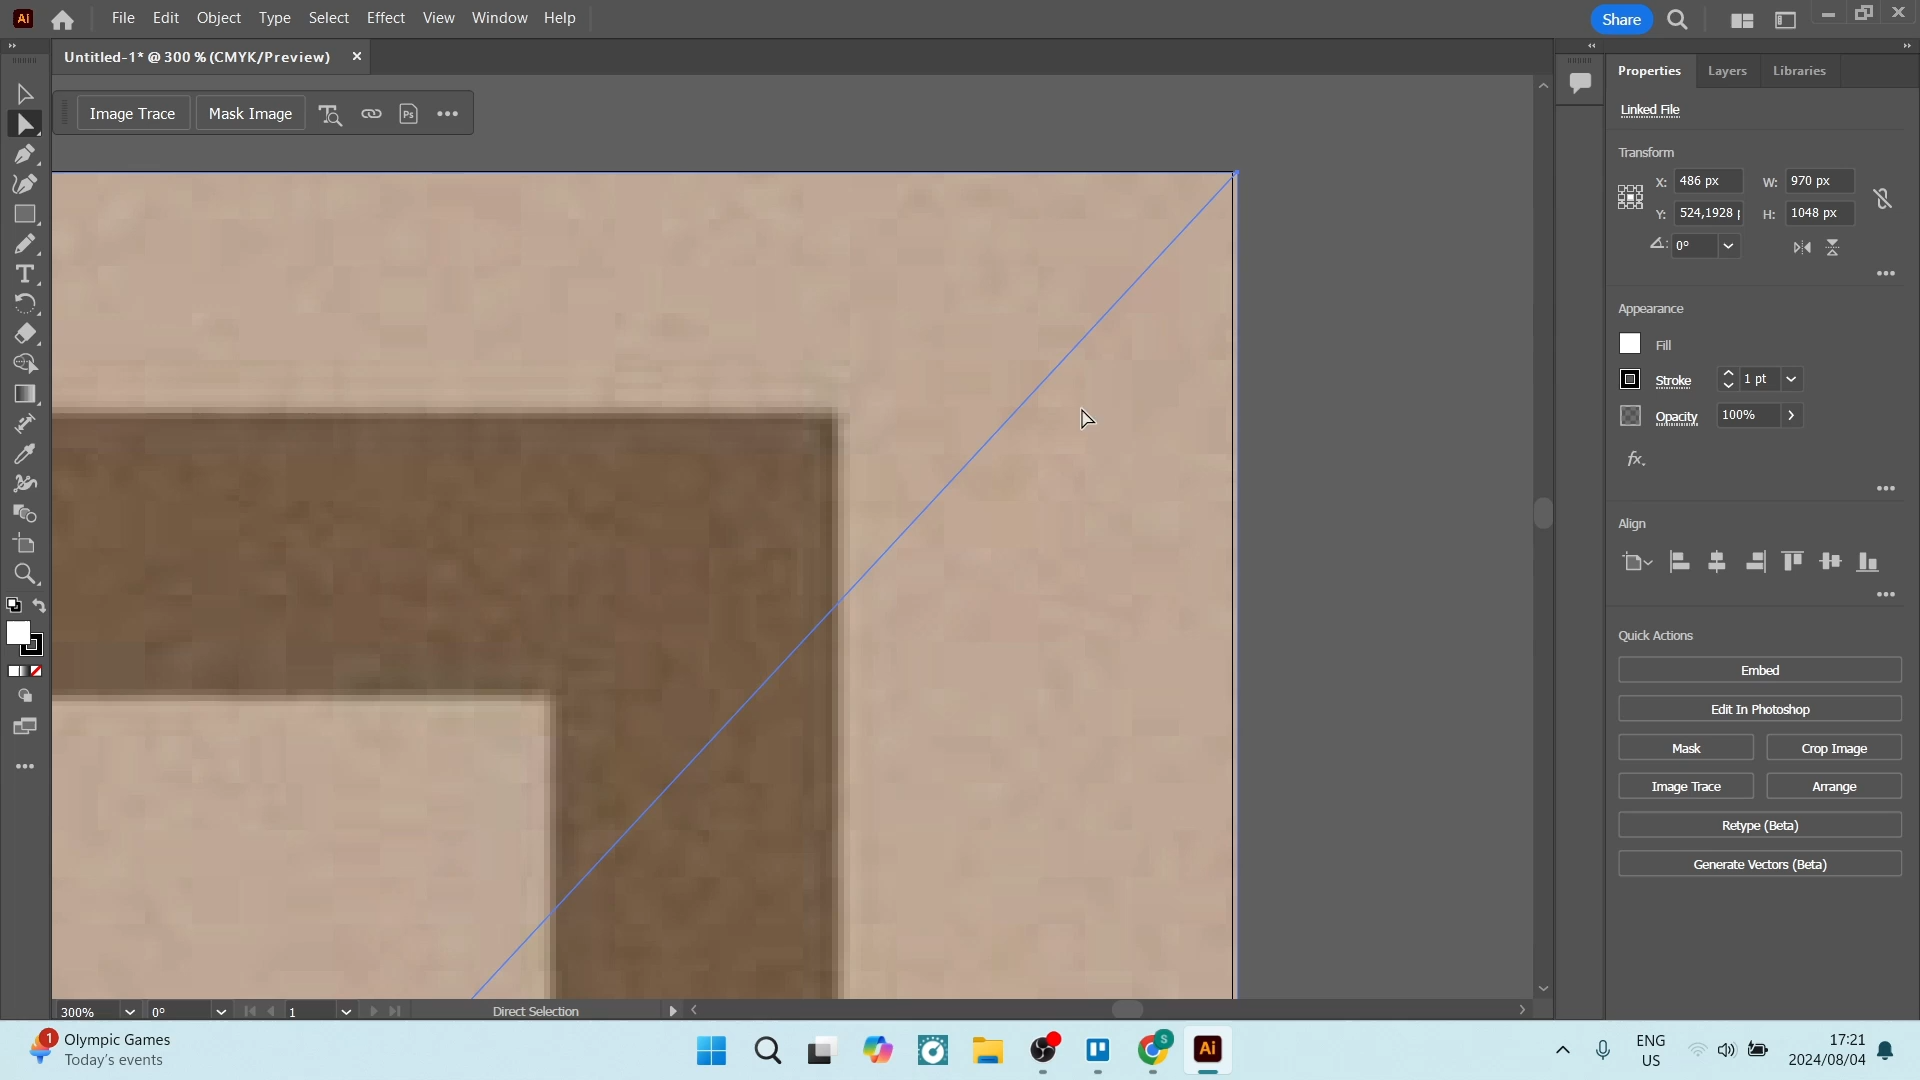 Ai File Edit Object Type Select Effect View Window Help Share
Untitled-1* @ 300 % (CMYK/Preview)
Image Trace Mask Image Ps
Properties Layers Libraries
Linked File
Transform
X: 486 px W: 970 px
Y: 524,1928 H: 1048 px
0°
Appearance
Fill
Stroke 1 pt
Opacity 100%
fx.
Align
Quick Actions
Embed
Edit In Photoshop
Mask Crop Image
Image Trace Arrange
Retype (Beta)
Generate Vectors (Beta)
300% 0° 1 Direct Selection
1 Olympic Games
Today's events
S
Ai
ENG
US
17:21
2024/08/04